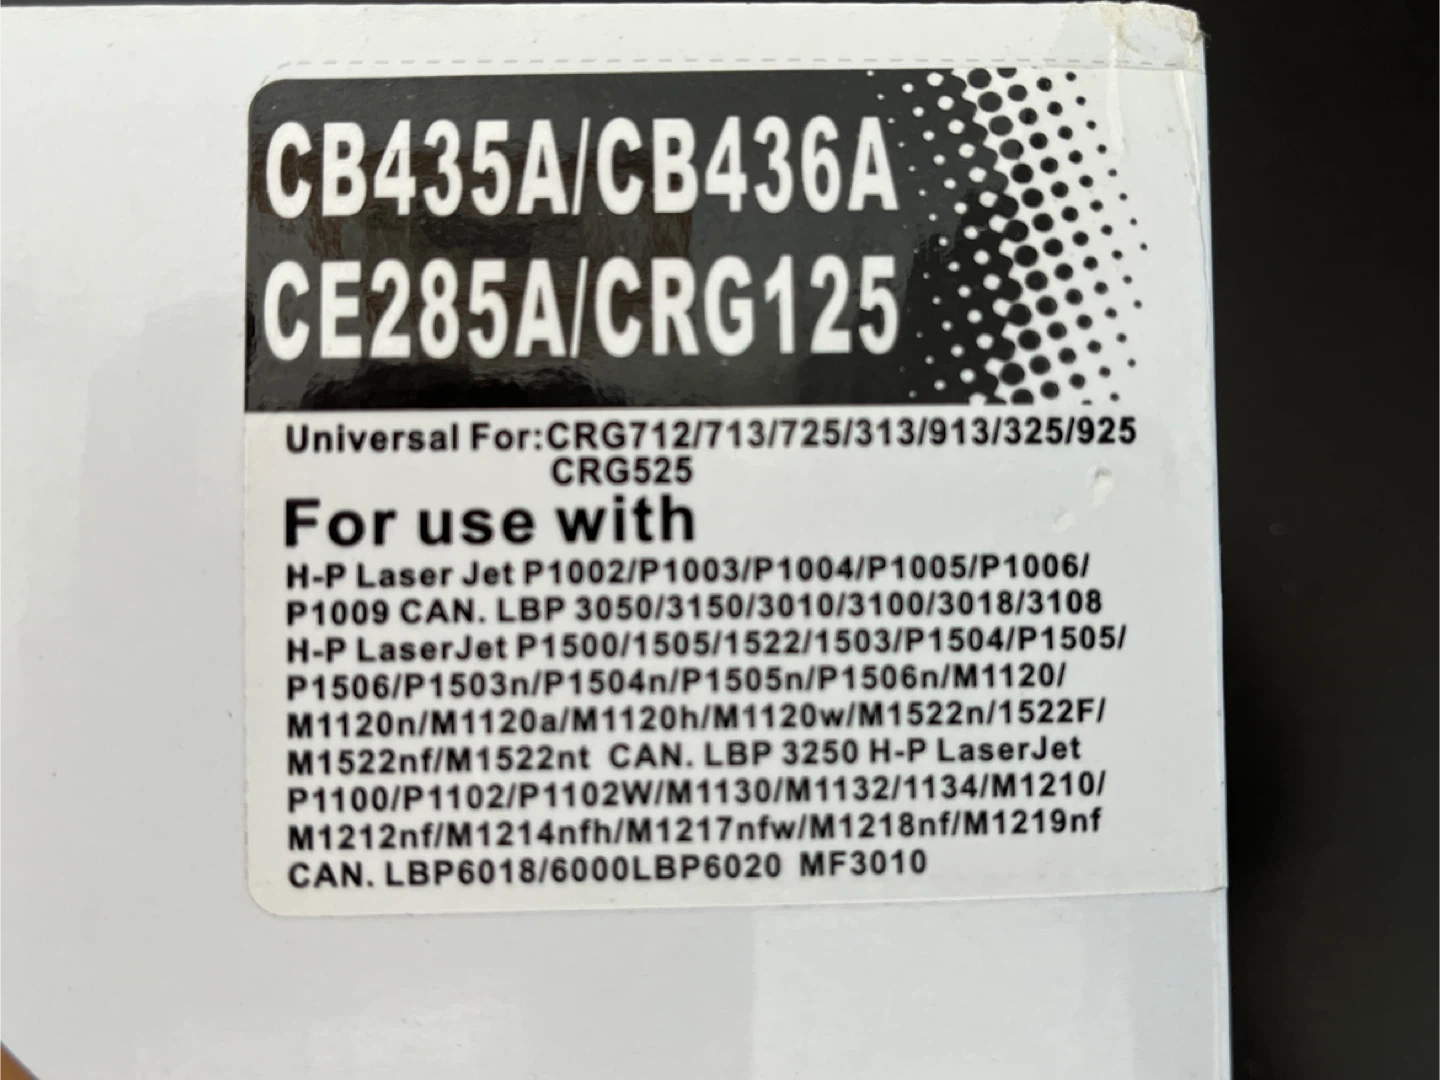 CB435A/CB436A
CE285A/CRG125
Universal For:CRG712/713/725/313/913/325/925
CRG525
For use with
H-P Laser Jet P1002/P1003/P1004/P1005/P1006/
P1009 CAN. LBP 3050/3150/3010/3100/3018/3108
H-P LaserJet P1500/1505/1522/1503/P1504/P1505/
P1506/P1503n/P1504n/P1505n/P1506n/M1120/
M1120n/M1120a/M1120h/M1120w/M1522n/1522F/
M1522nf/M1522nt CAN. LBP 3250 H-P LaserJet
P1100/P1102/P1102W/M1130/M1132/1134/M1210/
M1212nf/M1214nfh/M1217nfw/M1218nf/M1219nf
CAN. LBP6018/6000LBP6020 MF3010